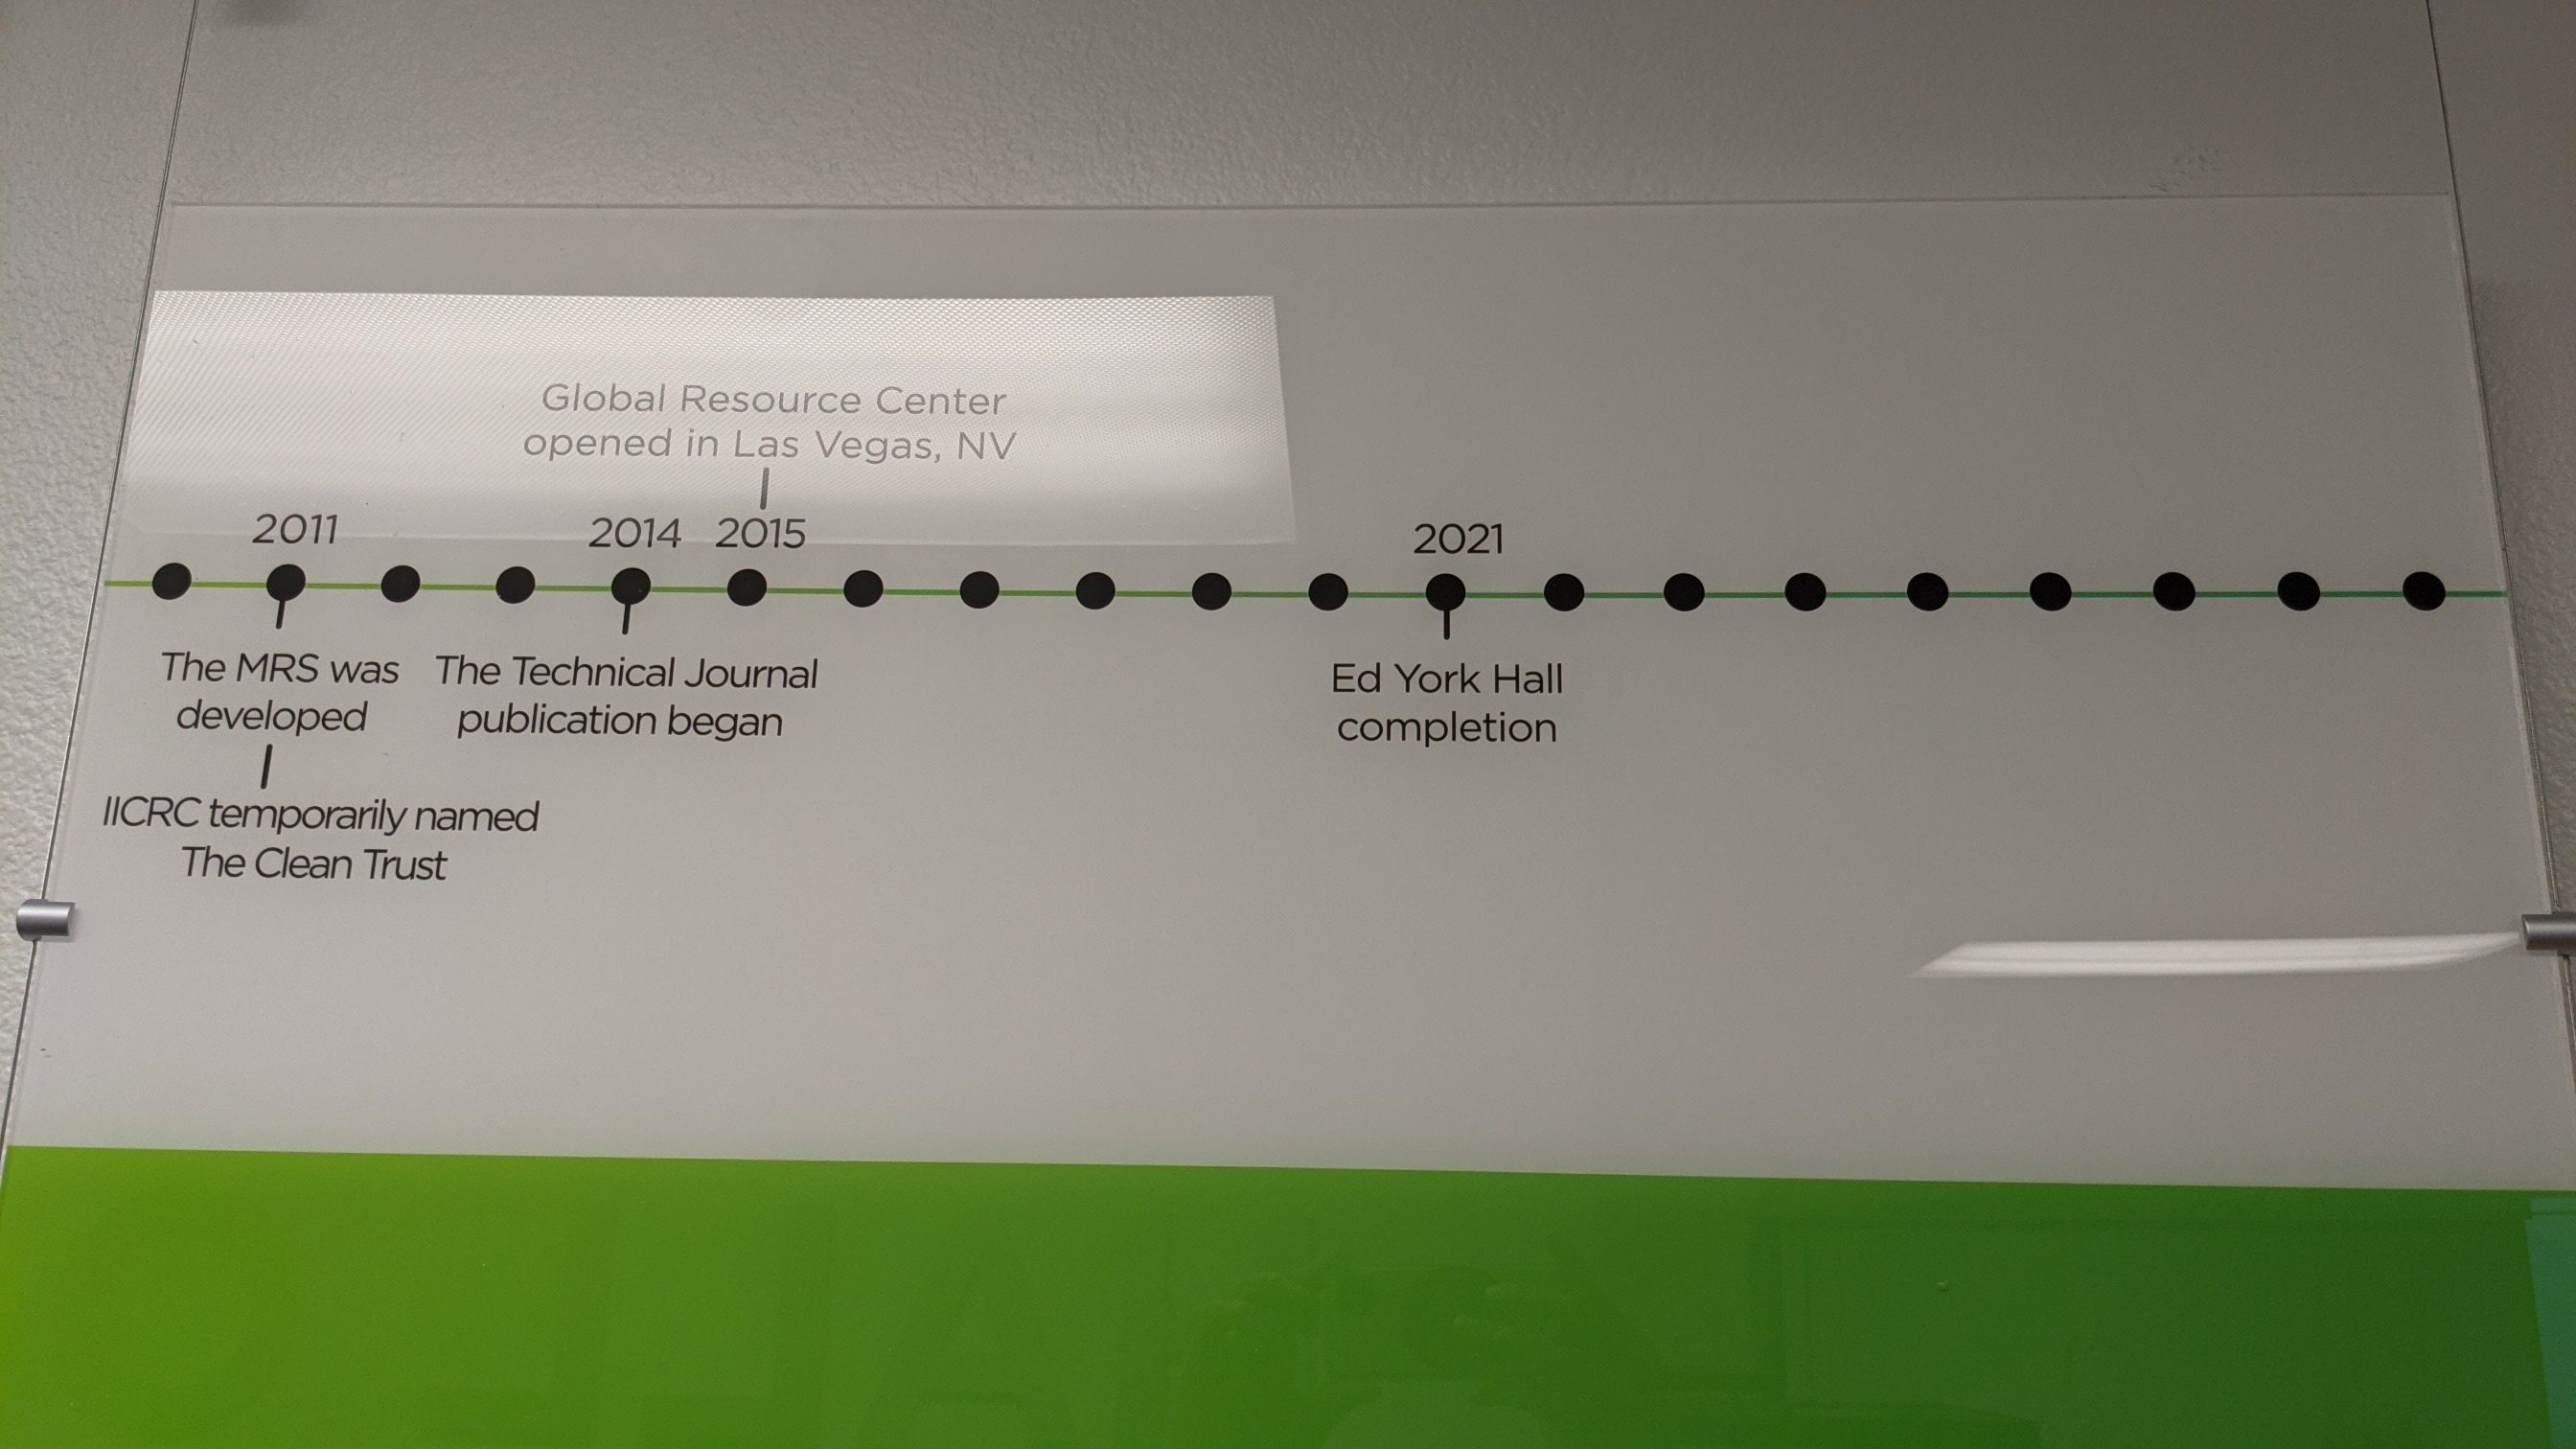 Global Resource Center
opened in Las Vegas, NV
2011
2014
2015
2021
The MRS was
developed
IICRC temporarily named
The Clean Trust
The Technical Journal
publication began
Ed York Hall
completion